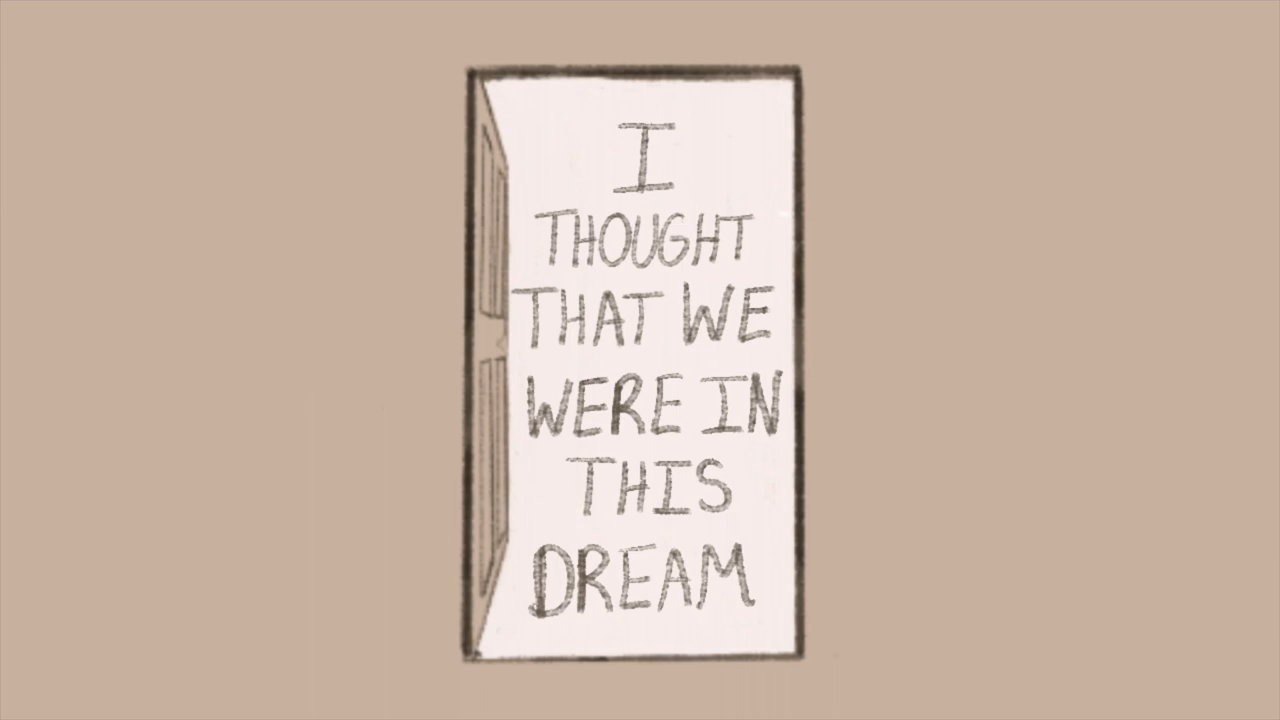 I
THOUGHT
THAT WE
WERE IN
THIS
DREAM